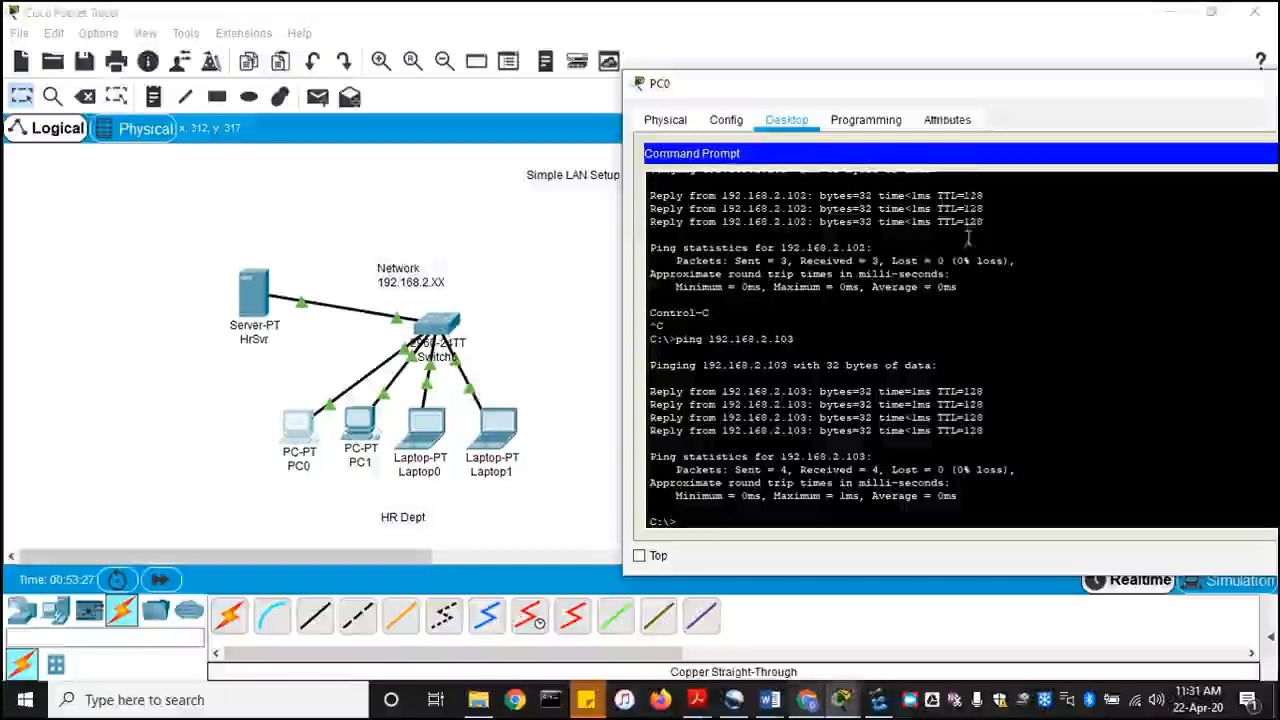 Cisco Packet Tracer
File Edit Options View Tools Extensions Help
PC0
Physical Config Desktop Programming Attributes
Logical Physical x: 312, y: 317
Command Prompt
Simple LAN Setup
Reply from 192.168.2.102: bytes=32 time<1ms TTL=128
Reply from 192.168.2.102: bytes=32 time<1ms TTL=128
Reply from 192.168.2.102: bytes=32 time<1ms TTL=128
Ping statistics for 192.168.2.102:
Packets: Sent = 3, Received = 3, Lost = 0 (0% loss),
Approximate round trip times in milli-seconds:
Minimum = 0ms, Maximum = 0ms, Average = 0ms
Control-C
^C
C:\>ping 192.168.2.103
Pinging 192.168.2.103 with 32 bytes of data:
Reply from 192.168.2.103: bytes=32 time=1ms TTL=128
Reply from 192.168.2.103: bytes=32 time<1ms TTL=128
Reply from 192.168.2.103: bytes=32 time<1ms TTL=128
Reply from 192.168.2.103: bytes=32 time<1ms TTL=128
Ping statistics for 192.168.2.103:
Packets: Sent = 4, Received = 4, Lost = 0 (0% loss),
Approximate round trip times in milli-seconds:
Minimum = 0ms, Maximum = 1ms, Average = 0ms
C:\>
Network
192.168.2.XX
Server-PT
HrSvr
2960-24TT
Switch0
PC-PT
PC0
PC-PT
PC1
Laptop-PT
Laptop0
Laptop-PT
Laptop1
HR Dept
Top
Time: 00:53:27
Realtime Simulation
Copper Straight-Through
Type here to search
11:31 AM
22-Apr-20